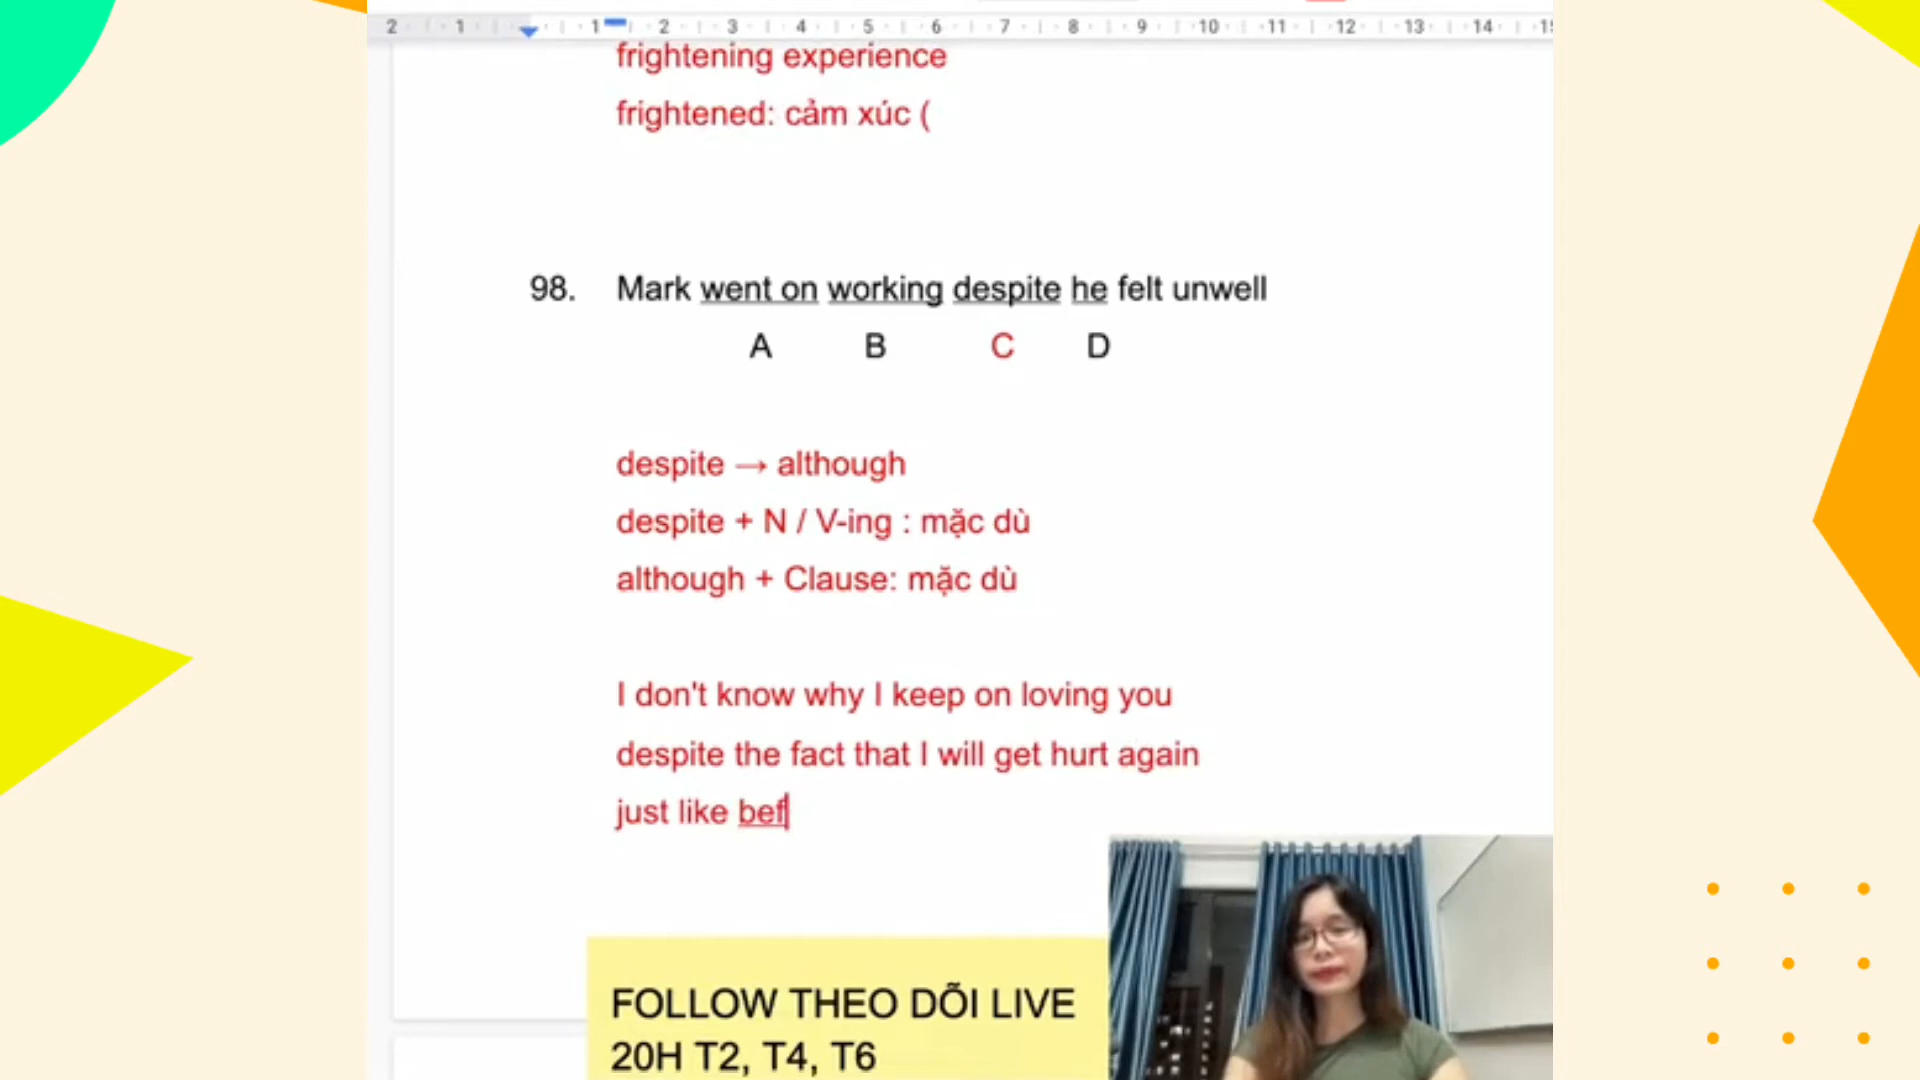 2 1 1 2 3 4 5 6 7 8 9 10 11 12 13 14 15
frightening experience
frightened: cảm xúc (
98. Mark went on working despite he felt unwell
A B C D
despite → although
despite + N / V-ing : mặc dù
although + Clause: mặc dù
I don't know why I keep on loving you
despite the fact that I will get hurt again
just like bef
FOLLOW THEO DÕI LIVE
20H T2, T4, T6